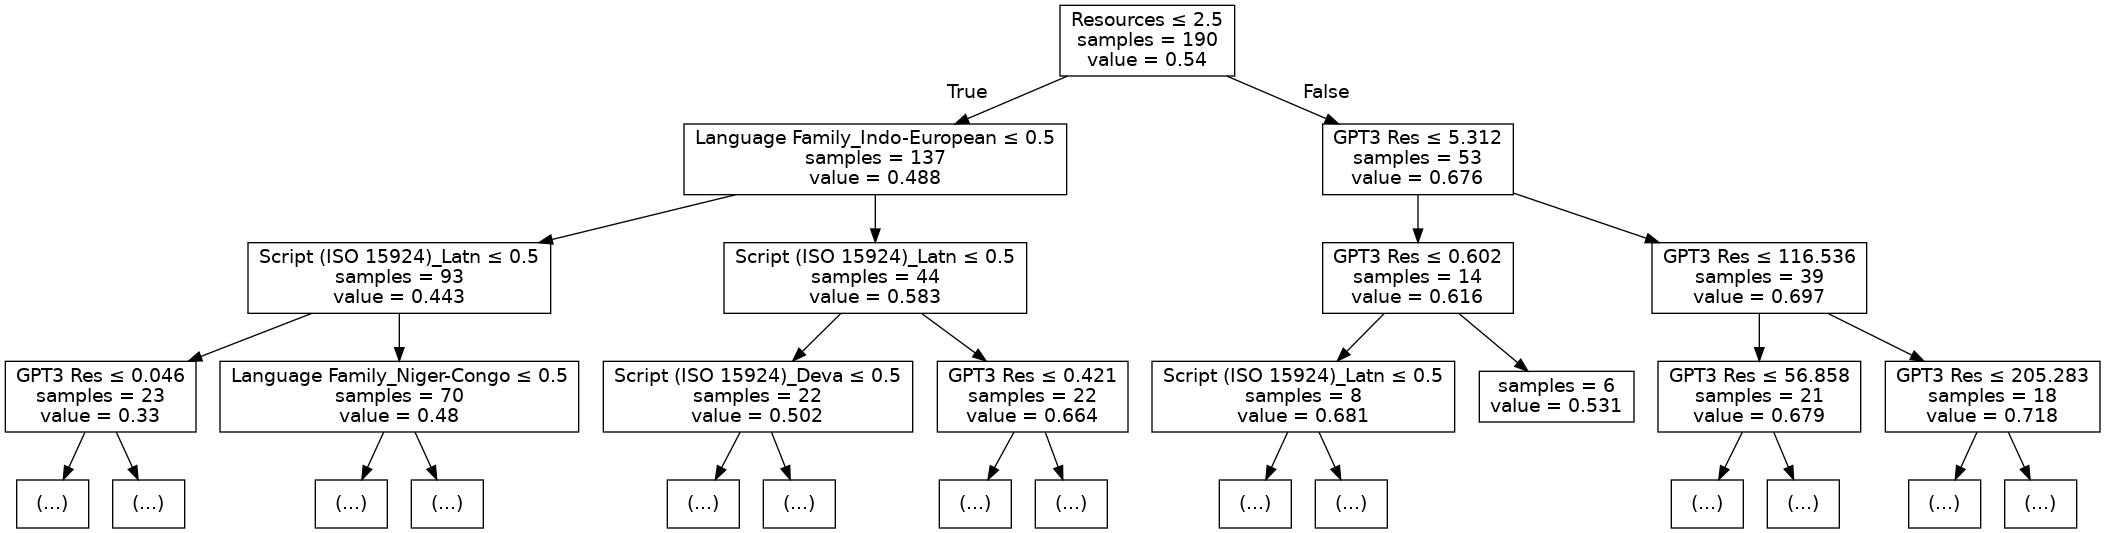 Resources ≤ 2.5
samples = 190
value = 0.54
True
False
Language Family_Indo-European ≤ 0.5
samples = 137
value = 0.488
GPT3 Res ≤ 5.312
samples = 53
value = 0.676
Script (ISO 15924)_Latn ≤ 0.5
samples = 93
value = 0.443
Script (ISO 15924)_Latn ≤ 0.5
samples = 44
value = 0.583
GPT3 Res ≤ 0.602
samples = 14
value = 0.616
GPT3 Res ≤ 116.536
samples = 39
value = 0.697
GPT3 Res ≤ 0.046
samples = 23
value = 0.33
Language Family_Niger-Congo ≤ 0.5
samples = 70
value = 0.48
Script (ISO 15924)_Deva ≤ 0.5
samples = 22
value = 0.502
GPT3 Res ≤ 0.421
samples = 22
value = 0.664
Script (ISO 15924)_Latn ≤ 0.5
samples = 8
value = 0.681
samples = 6
value = 0.531
GPT3 Res ≤ 56.858
samples = 21
value = 0.679
GPT3 Res ≤ 205.283
samples = 18
value = 0.718
(...)
(...)
(...)
(...)
(...)
(...)
(...)
(...)
(...)
(...)
(...)
(...)
(...)
(...)